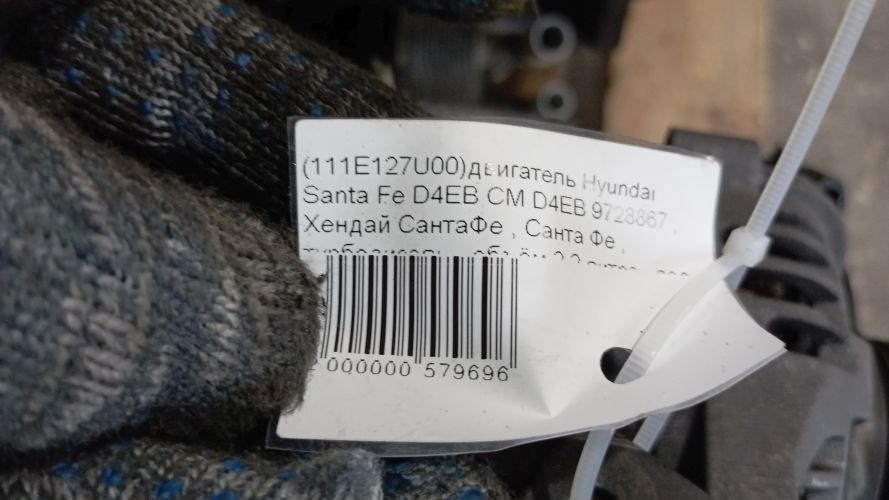 (111E127U00)двигатель Hyundai
Santa Fe D4EB CM D4EB 9728867 ,
Хендай СантаФе , Санта Фе ,
2 000000 579696